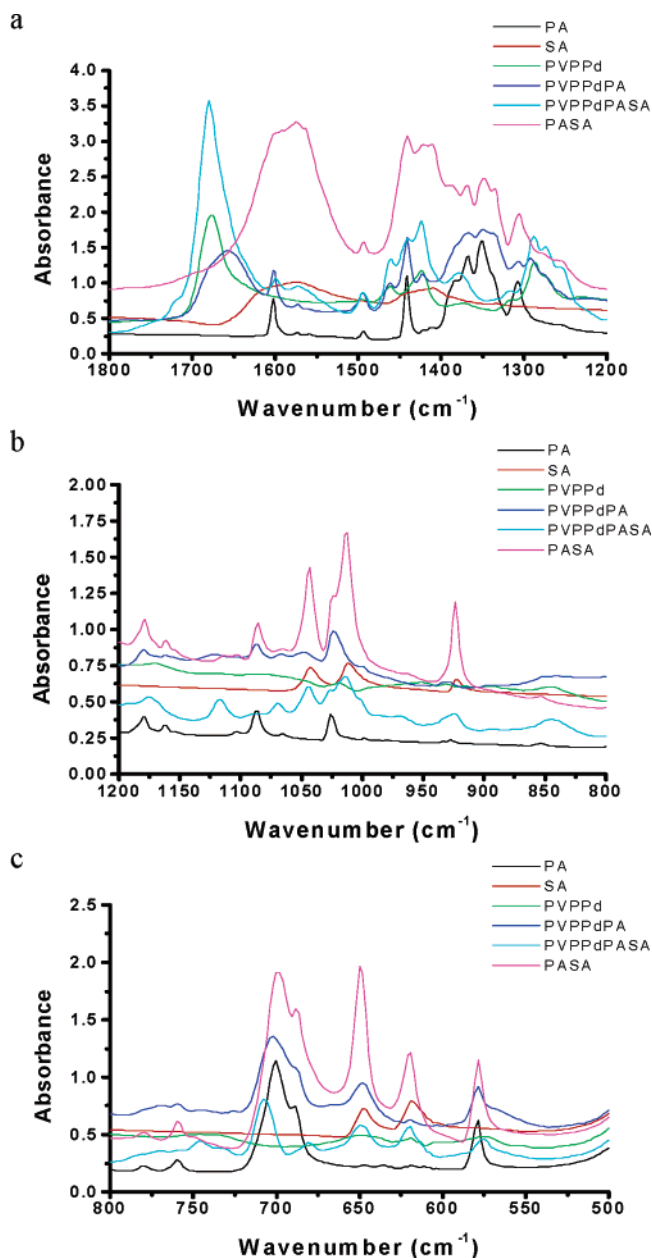 a
PA
SA
PVPPd
PVPPdPA
PVPPdPASA
PASA
4.0
3.5
3.0
2.5
2.0
1.5
1.0
0.5
0.0
Absorbance
1800 1700 1600 1500 1400 1300 1200
Wavenumber (cm⁻¹)
b
PA
SA
PVPPd
PVPPdPA
PVPPdPASA
PASA
2.00
1.75
1.50
1.25
1.00
0.75
0.50
0.25
0.00
Absorbance
1200 1150 1100 1050 1000 950 900 850 800
Wavenumber (cm⁻¹)
c
PA
SA
PVPPd
PVPPdPA
PVPPdPASA
PASA
2.5
2.0
1.5
1.0
0.5
0.0
Absorbance
800 750 700 650 600 550 500
Wavenumber (cm⁻¹)